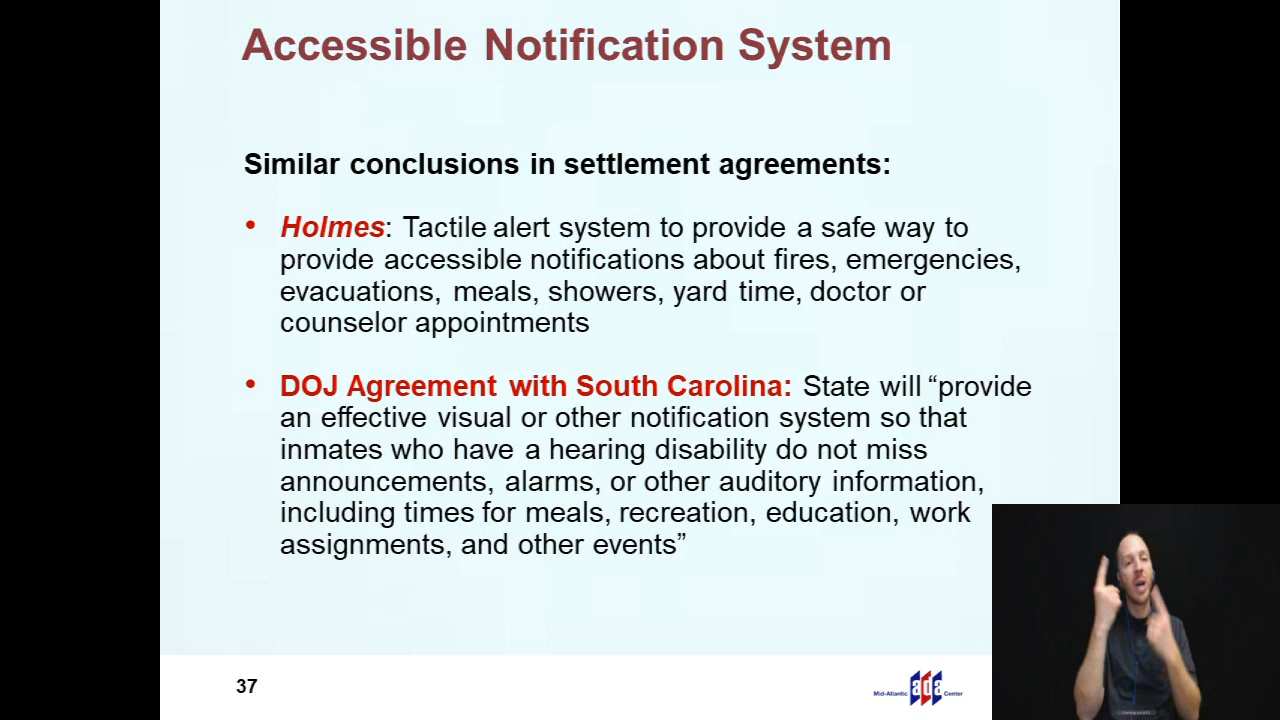 Accessible Notification System
Similar conclusions in settlement agreements:
• Holmes: Tactile alert system to provide a safe way to
provide accessible notifications about fires, emergencies,
evacuations, meals, showers, yard time, doctor or
counselor appointments
• DOJ Agreement with South Carolina: State will “provide
an effective visual or other notification system so that
inmates who have a hearing disability do not miss
announcements, alarms, or other auditory information,
including times for meals, recreation, education, work
assignments, and other events”
37
Mid-Atlantic ada Center